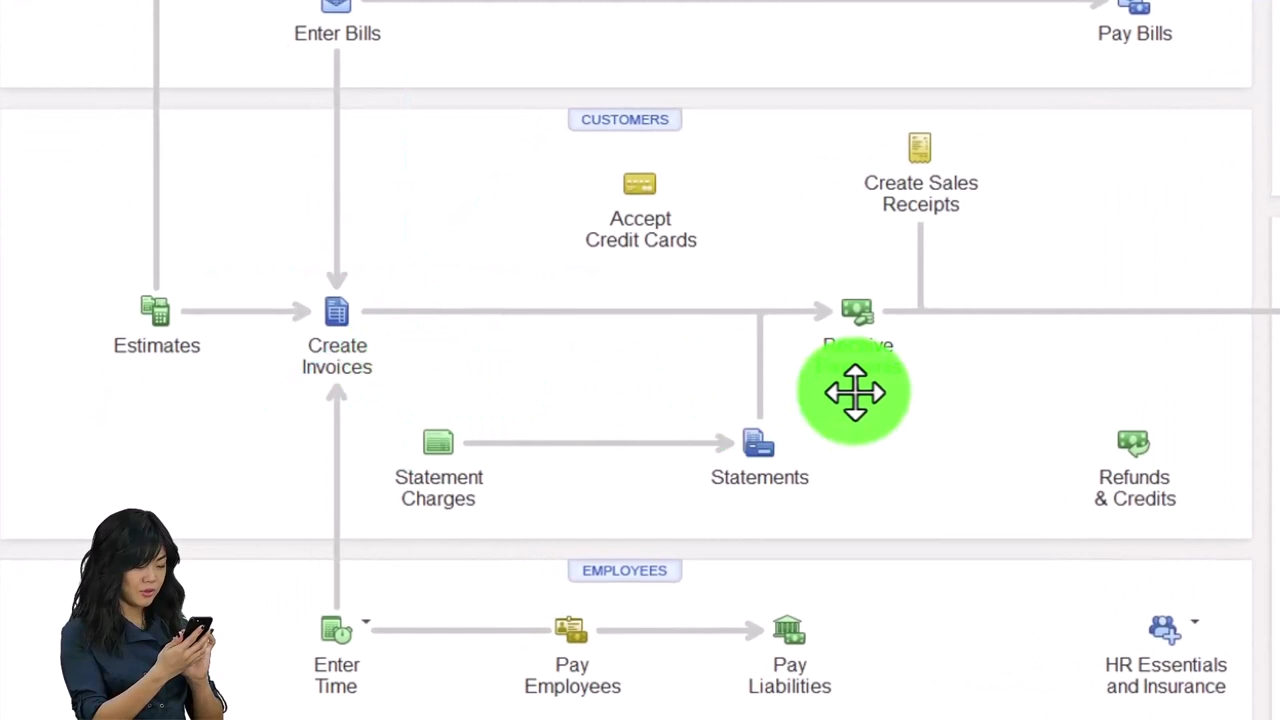 Enter Bills
Pay Bills
CUSTOMERS
Create Sales
Receipts
Accept
Credit Cards
Estimates
Create
Invoices
Receive
Statement
Charges
Statements
Refunds
& Credits
EMPLOYEES
Enter
Time
Pay
Employees
Pay
Liabilities
HR Essentials
and Insurance